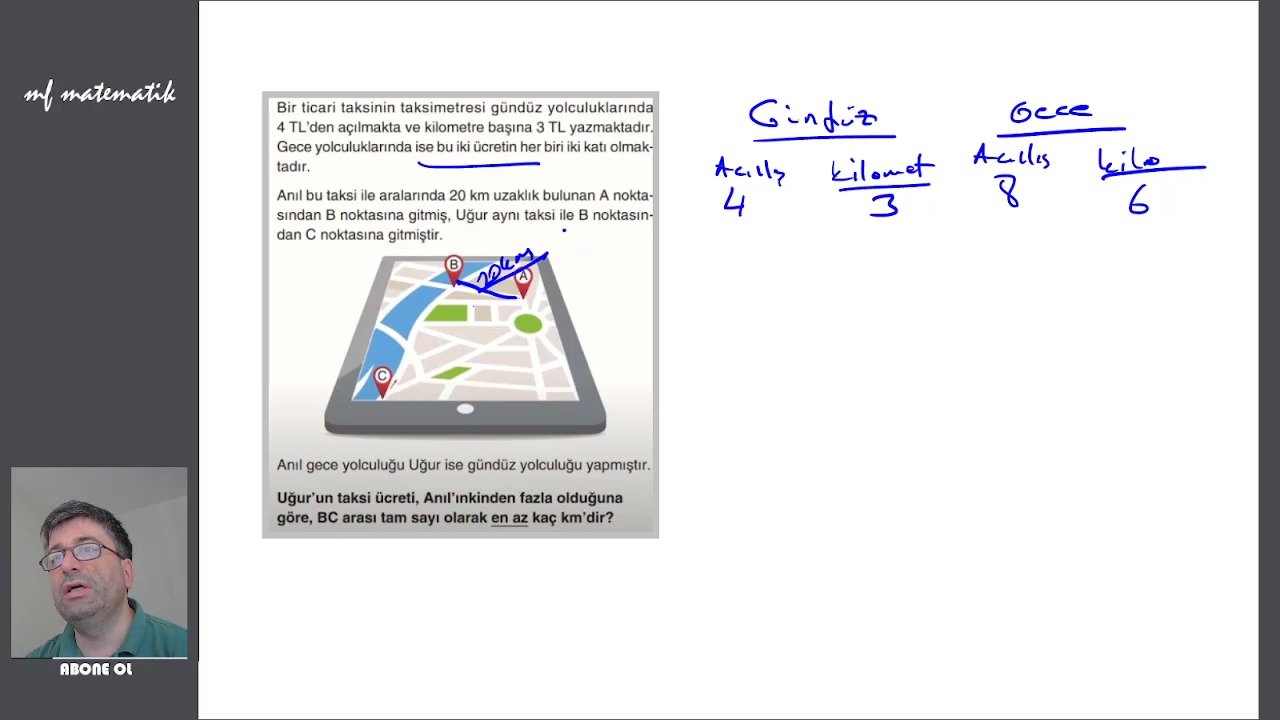 mf matematik
Bir ticari taksinin taksimetresi gündüz yolculuklarında
4 TL'den açılmakta ve kilometre başına 3 TL yazmaktadır.
Gece yolculuklarında ise bu iki ücretin her biri iki katı olmak-
tadır.
Anıl bu taksi ile aralarında 20 km uzaklık bulunan A nokta-
sından B noktasına gitmiş, Uğur aynı taksi ile B noktasın-
dan C noktasına gitmiştir.
B
20km
A
C
Anıl gece yolculuğu Uğur ise gündüz yolculuğu yapmıştır.
Uğur'un taksi ücreti, Anıl'ınkinden fazla olduğuna
göre, BC arası tam sayı olarak en az kaç km'dir?
Gündüz Gece
Açılış kilomet Açılış kilo
4 3 8 6
ABONE OL